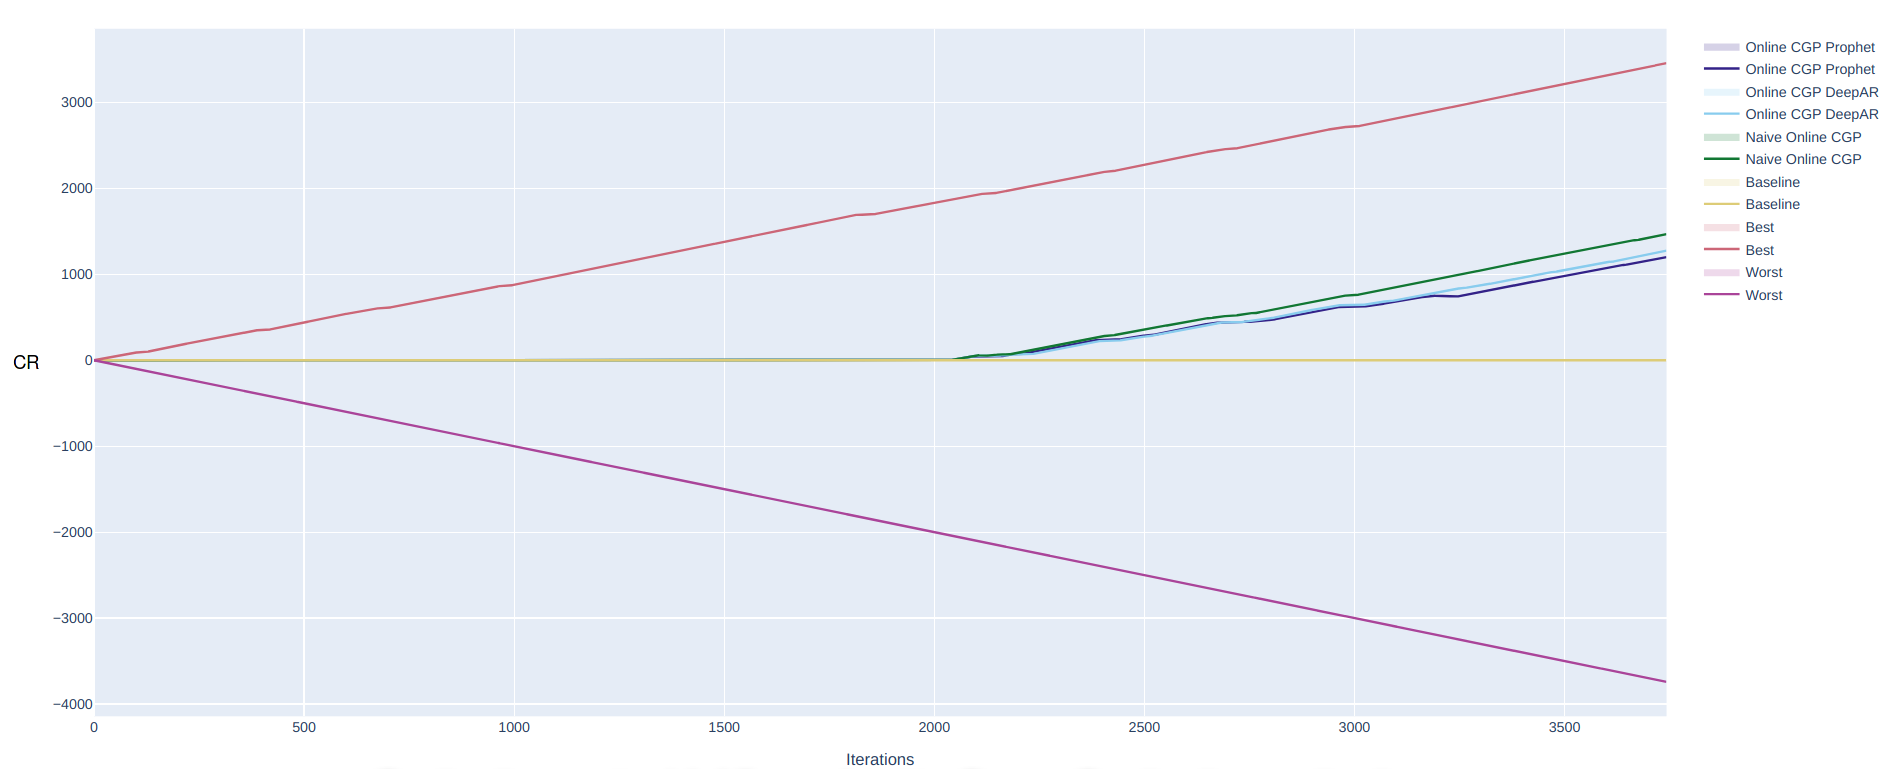 3000
2000
1000
0
−1000
−2000
−3000
−4000
CR
0 500 1000 1500 2000 2500 3000 3500
Iterations
Online CGP Prophet
Online CGP Prophet
Online CGP DeepAR
Online CGP DeepAR
Naive Online CGP
Naive Online CGP
Baseline
Baseline
Best
Best
Worst
Worst